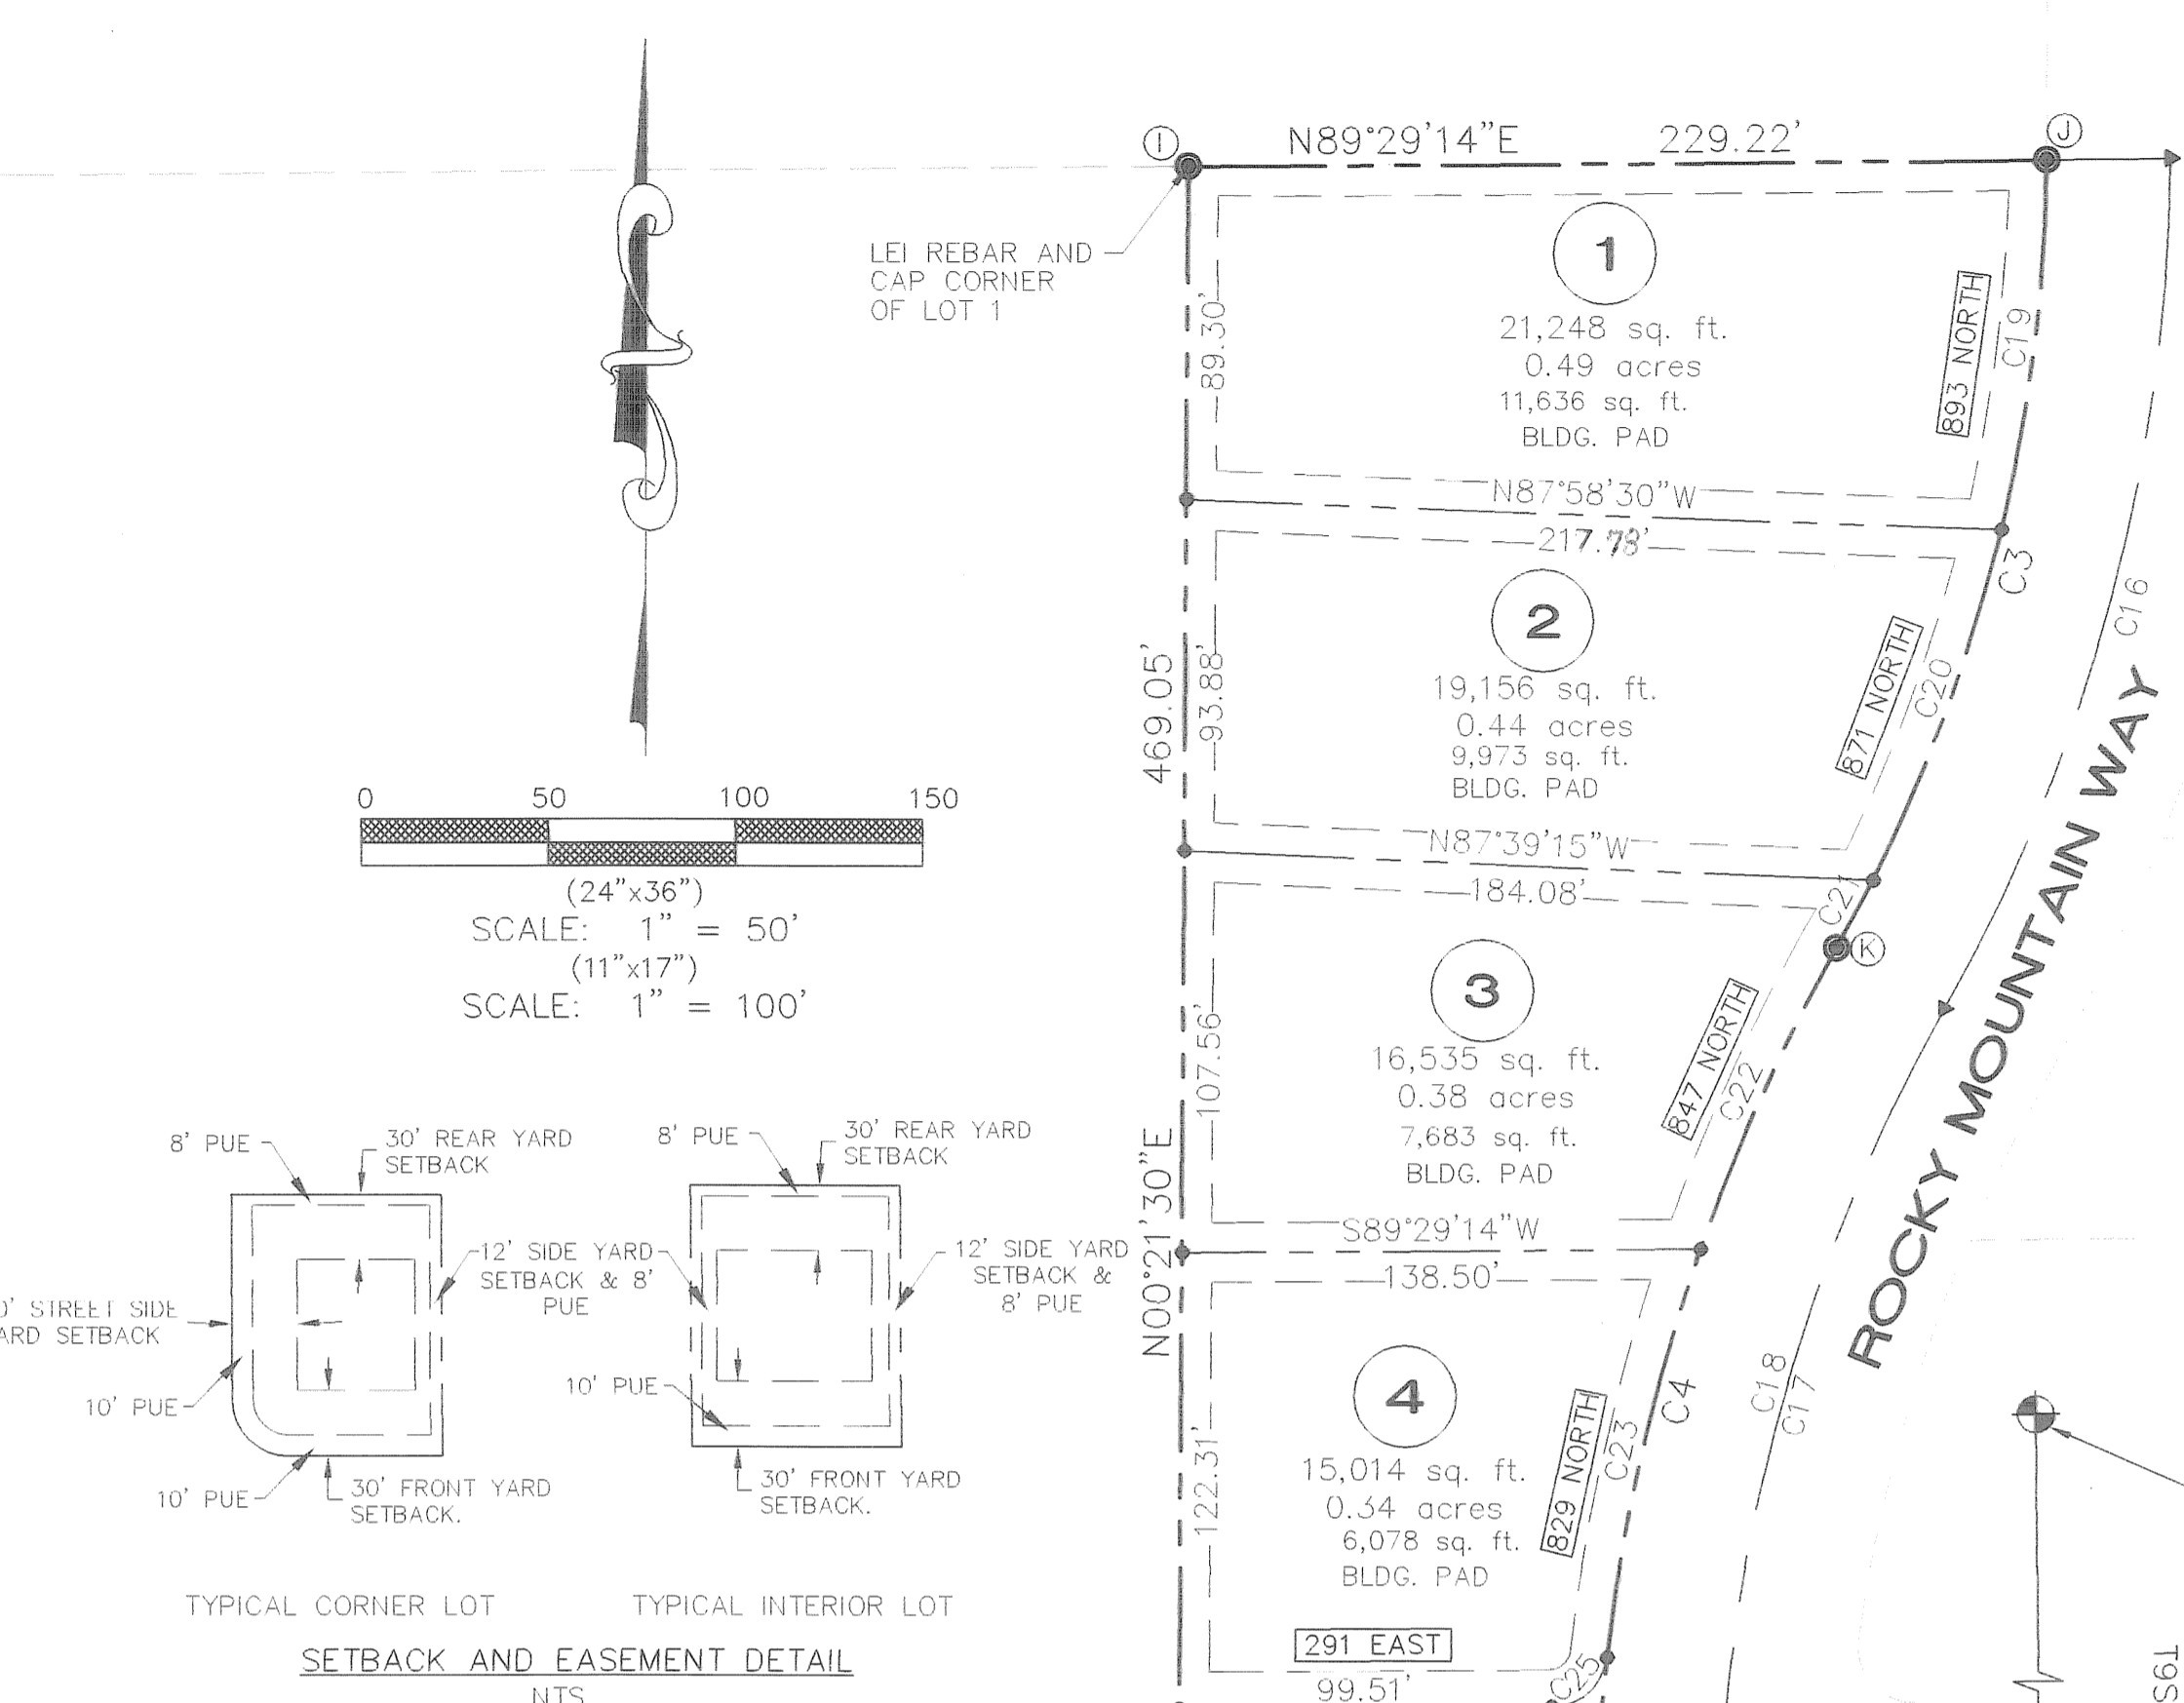 I
N89°29'14"E 229.22'
J
LEI REBAR AND
CAP CORNER
OF LOT 1
1
21,248 sq. ft.
0.49 acres
11,636 sq. ft.
BLDG. PAD
89.30'
893 NORTH
C19
N87°58'30"W
217.78'
C3
C16
2
19,156 sq. ft.
0.44 acres
9,973 sq. ft.
BLDG. PAD
469.05'
93.88'
871 NORTH
C20
N87°39'15"W
184.08'
C21
K
ROCKY MOUNTAIN WAY
0 50 100 150
(24"x36")
SCALE: 1" = 50'
(11"x17")
SCALE: 1" = 100'
3
16,535 sq. ft.
0.38 acres
7,683 sq. ft.
BLDG. PAD
107.56'
847 NORTH
C22
N00°21'30"E
S89°29'14"W
138.50'
C4
C18
C17
4
15,014 sq. ft.
0.34 acres
6,078 sq. ft.
BLDG. PAD
122.31'
829 NORTH
C23
291 EAST
99.51'
C25
T9S
8' PUE
30' REAR YARD
SETBACK
12' SIDE YARD
SETBACK & 8'
PUE
0' STREET SIDE
ARD SETBACK
10' PUE
10' PUE
30' FRONT YARD
SETBACK.
TYPICAL CORNER LOT
8' PUE
30' REAR YARD
SETBACK
12' SIDE YARD
SETBACK &
8' PUE
10' PUE
30' FRONT YARD
SETBACK.
TYPICAL INTERIOR LOT
SETBACK AND EASEMENT DETAIL
NTS